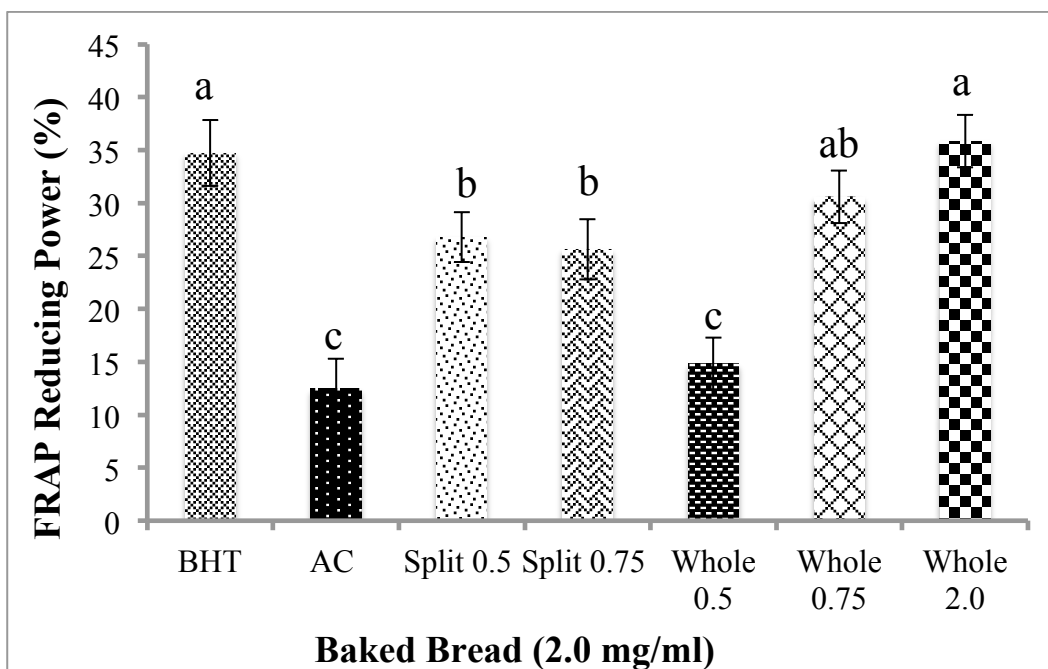 FRAP Reducing Power (%)
45
40
35
30
25
20
15
10
5
0
a
c
b
b
c
ab
a
BHT
AC
Split 0.5
Split 0.75
Whole
0.5
Whole
0.75
Whole
2.0
Baked Bread (2.0 mg/ml)